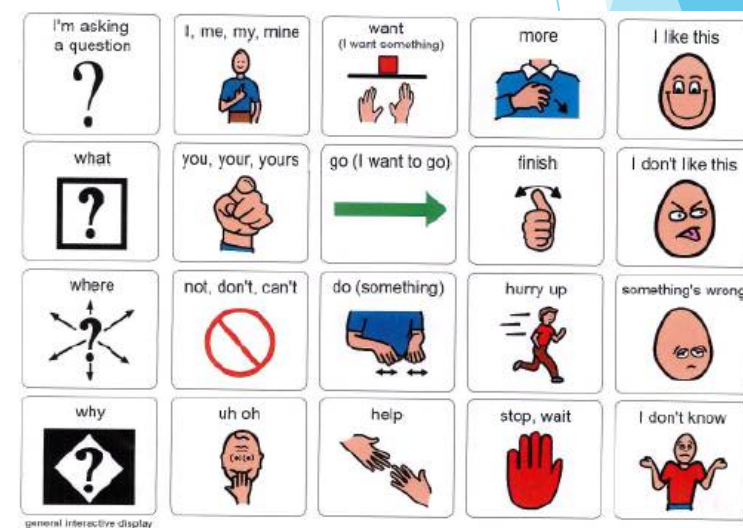 I'm asking
a question
I, me, my, mine
want
(I want something)
more
I like this
what
you, your, yours
go (I want to go)
finish
I don't like this
where
not, don't, can't
do (something)
hurry up
something's wrong
why
uh oh
help
stop, wait
I don't know
general interactive display